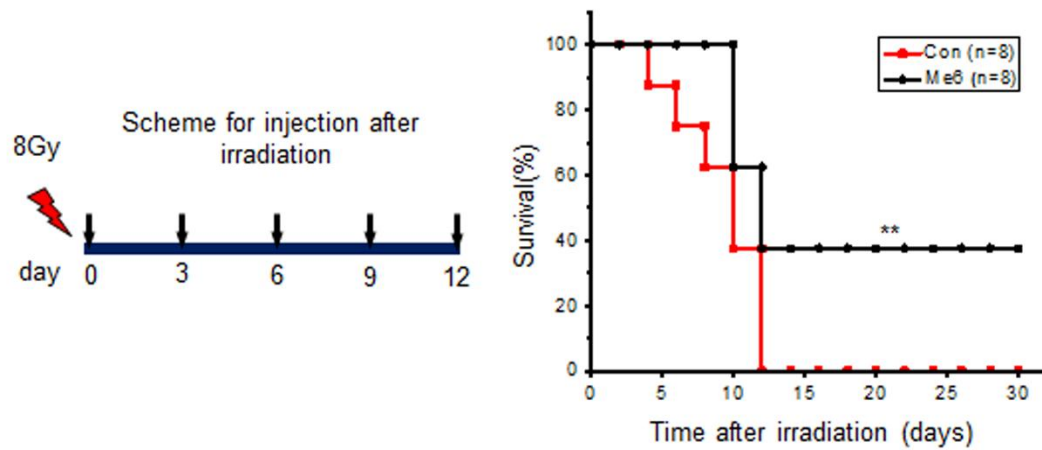 Scheme for injection after
irradiation
8Gy
day
0 3 6 9 12
Survival(%)
100
80
60
40
20
0
Con (n=8)
Me6 (n=8)
**
0 5 10 15 20 25 30
Time after irradiation (days)